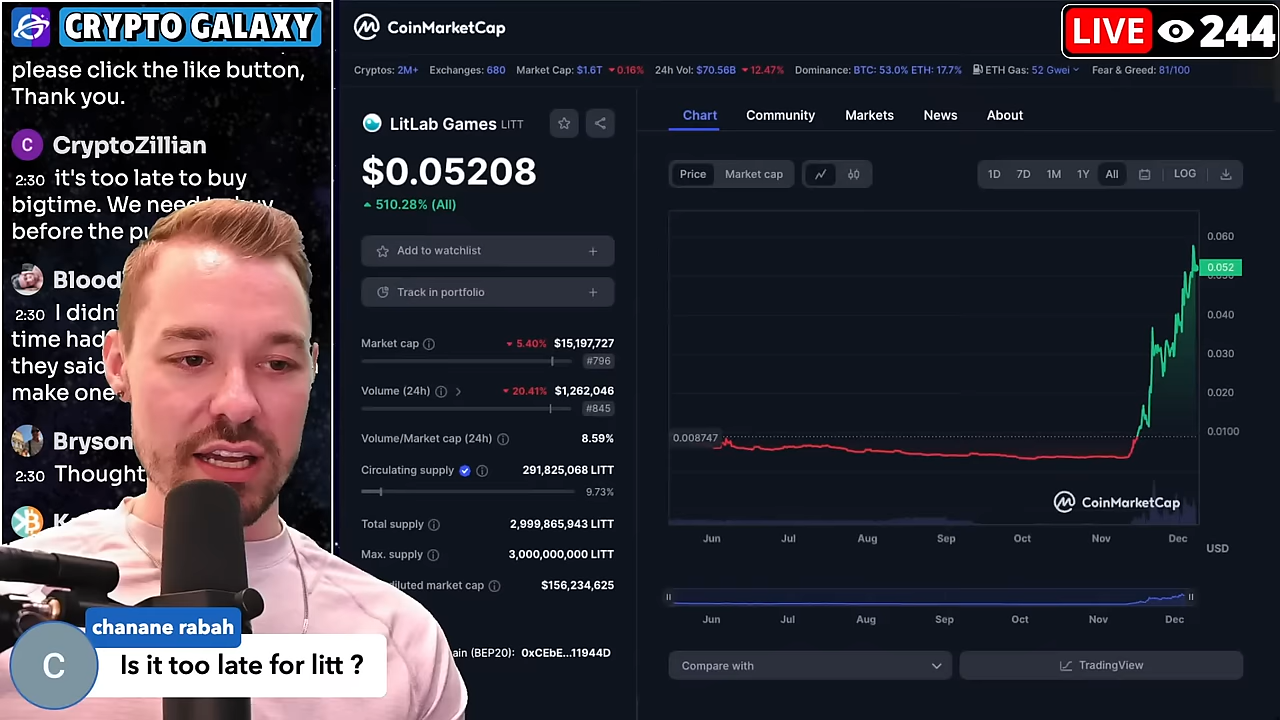 CRYPTO GALAXY
please click the like button,
Thank you.
C
CryptoZillian
2:30 it's too late to buy
bigtime. We need buy
before the
Blood
2:30 I didn
time had
they said
make one
Bryson
2:30 Thought
chanane rabah
C
Is it too late for litt ?
CoinMarketCap
LIVE 244
Cryptos: 2M+ Exchanges: 680 Market Cap: $1.6T 0.16% 24h Vol: $70.56B 12.47% Dominance: BTC: 53.0% ETH: 17.7% ETH Gas: 52 Gwei Fear & Greed: 81/100
LitLab Games LITT
$0.05208
510.28% (All)
Add to watchlist +
Track in portfolio +
Market cap 5.40% $15,197,727
#796
Volume (24h) 20.41% $1,262,046
#845
Volume/Market cap (24h) 8.59%
Circulating supply 291,825,068 LITT
9.73%
Total supply 2,999,865,943 LITT
Max. supply 3,000,000,000 LITT
diluted market cap $156,234,625
ain (BEP20): 0xCEbE...11944D
Chart Community Markets News About
Price Market cap
1D 7D 1M 1Y All LOG
0.060
0.052
0.040
0.030
0.020
0.0100
0.008747
CoinMarketCap
Jun Jul Aug Sep Oct Nov Dec
USD
Jun Jul Aug Sep Oct Nov Dec
Compare with
TradingView